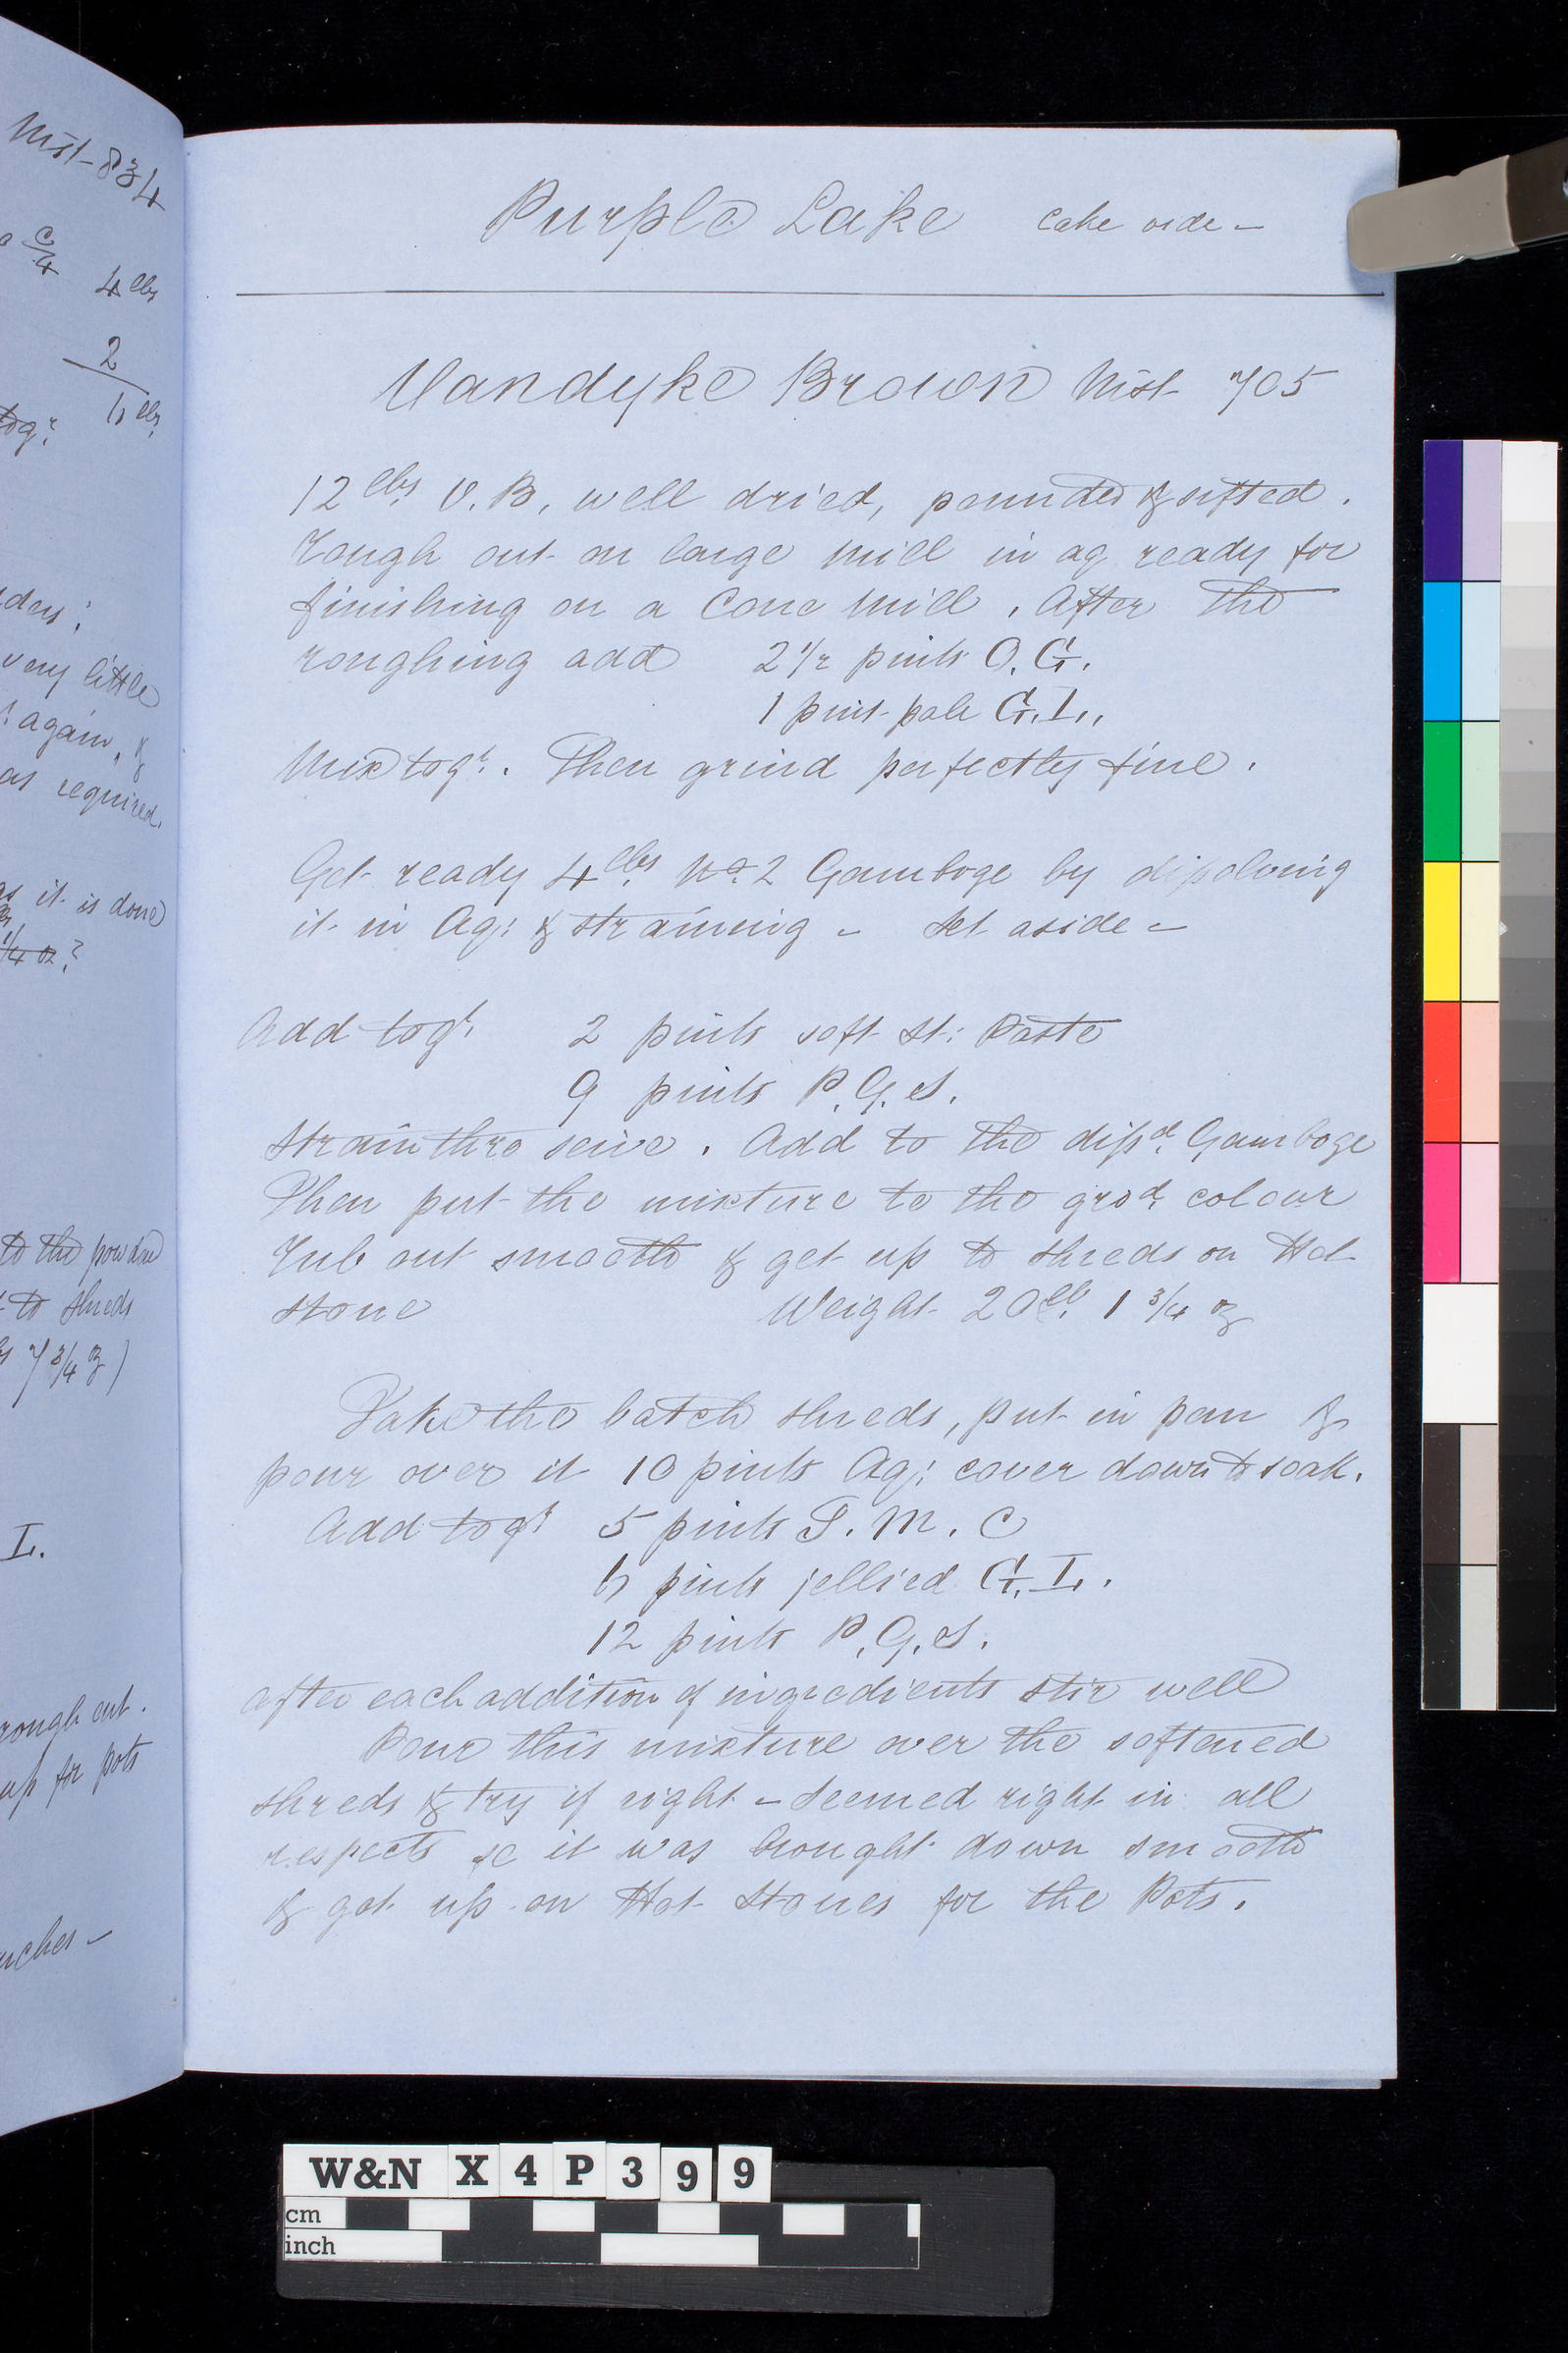 Mist- 834
C/4
4 lbs
2
6 lbs
togr.
very little
again, &
as required.
as it is done
1/4 oz?
to the powder
to shreds
7 3/4 oz)
L.
rough out.
up for pots
Purple Lake Cake vide -
Vandyke Brown Mist 705
12 lbs V.B. well dried, pounded & sifted.
Rough out on large mill in aq ready for
finishing on a Cone Mill. After the
roughing add 2 1/2 pints O.G.
1 pint pale G.L.,
Mix togr. Then grind perfectly fine.
Get ready 4 lbs No. 2 Gamboge by dissolving
it in Aq: & straining - set aside -
Add togr. 2 pints soft St: Paste
9 pints P.G.S.
Strain thro seive. Add to the dissd. Gamboge
Then put the mixture to the grod. colour
Rub out smooth & get up to shreds on Hot
Stone Weight 20 lb. 1 3/4 oz
Take the batch shreds, put in pan &
pour over it 10 pints Aq: cover down to soak.
Add togr 5 pints T.M.C
6 pints jellied G.L.
12 pints P.G.S.
after each addition of ingredients stir well
Pour this mixture over the softened
shreds & try if right - seemed right in all
respects so it was brought down smooth
& got up on Hot Stones for the Pots.
W&N X 4 P 3 9 9
cm
inch